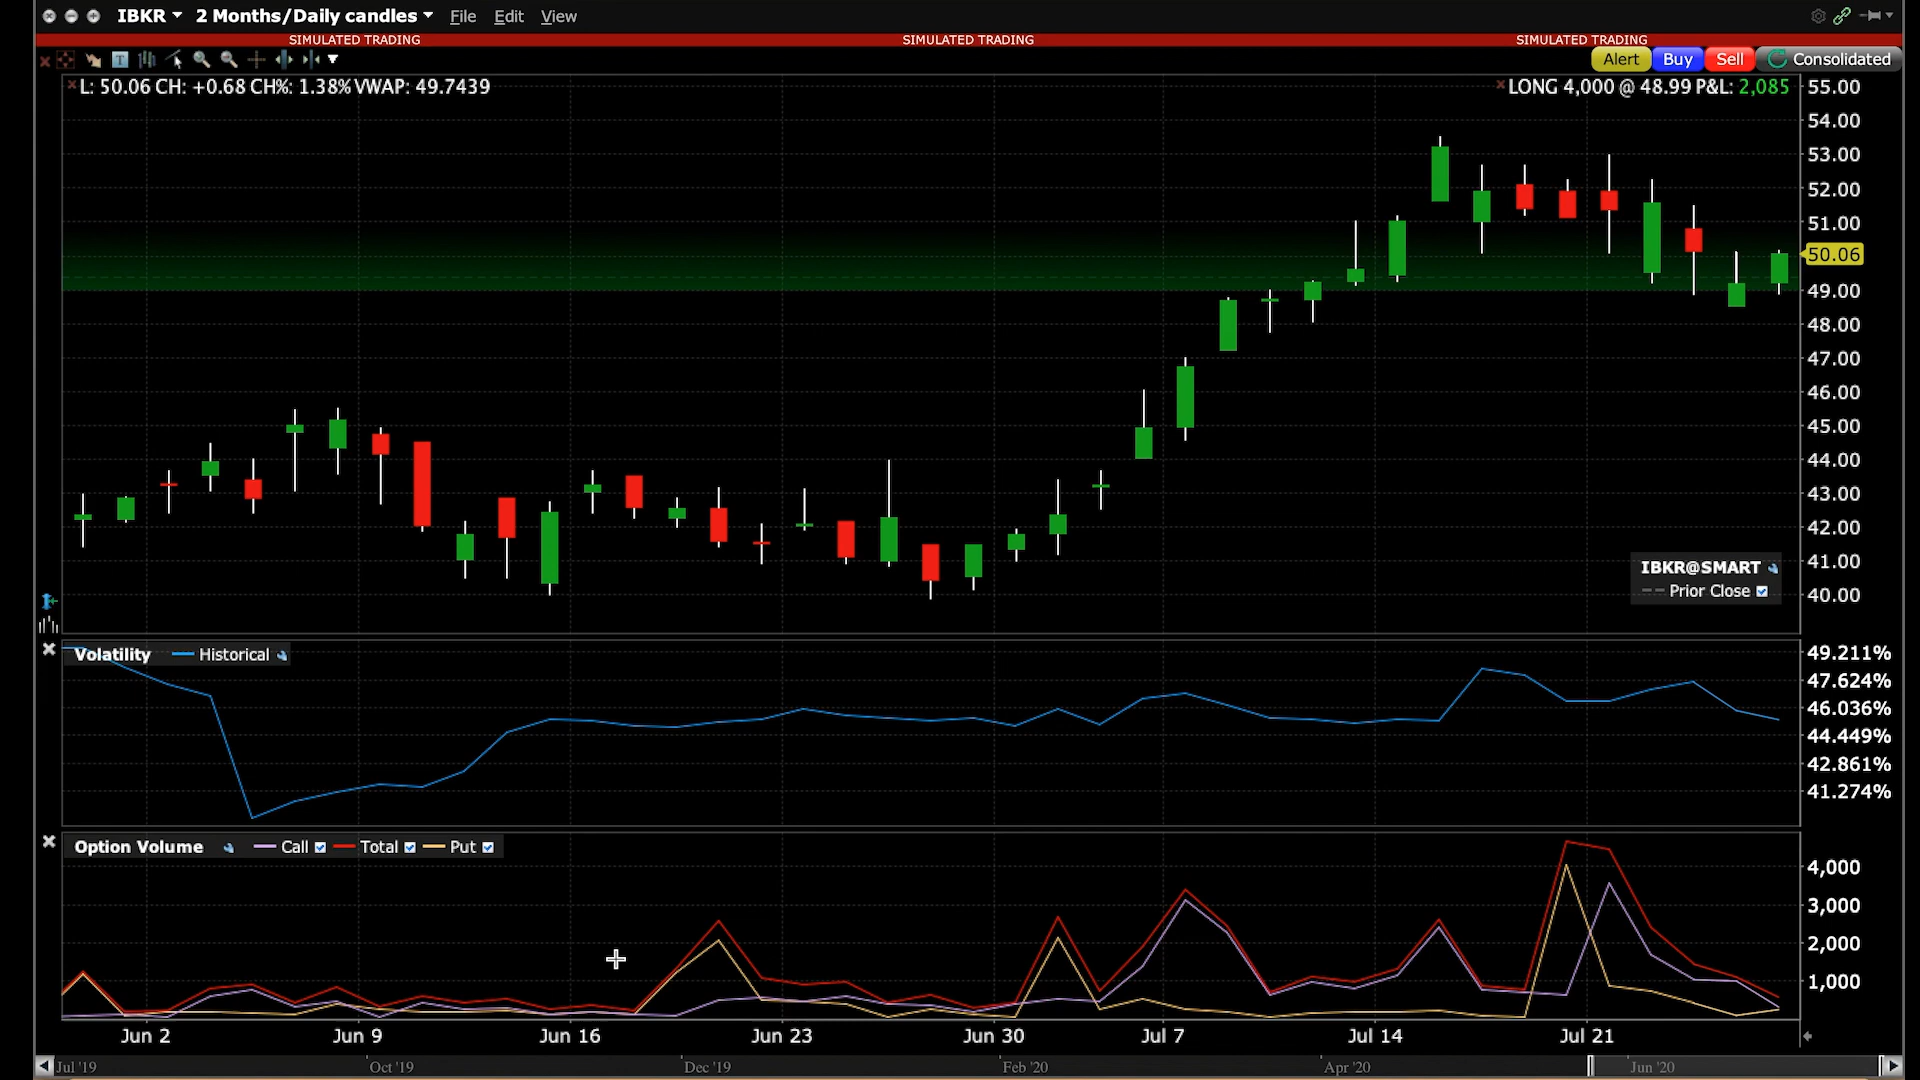 IBKR 2 Months/Daily candles File Edit View
SIMULATED TRADING SIMULATED TRADING SIMULATED TRADING
T Alert Buy Sell Consolidated
L: 50.06 CH: +0.68 CH%: 1.38% VWAP: 49.7439
LONG 4,000 @ 48.99 P&L: 2,085
55.00
54.00
53.00
52.00
51.00
50.06
49.00
48.00
47.00
46.00
45.00
44.00
43.00
42.00
41.00
40.00
IBKR@SMART
Prior Close
Volatility Historical
49.211%
47.624%
46.036%
44.449%
42.861%
41.274%
Option Volume Call Total Put
4,000
3,000
2,000
1,000
Jun 2 Jun 9 Jun 16 Jun 23 Jun 30 Jul 7 Jul 14 Jul 21
Jul '19 Oct '19 Dec '19 Feb '20 Apr '20 Jun '20